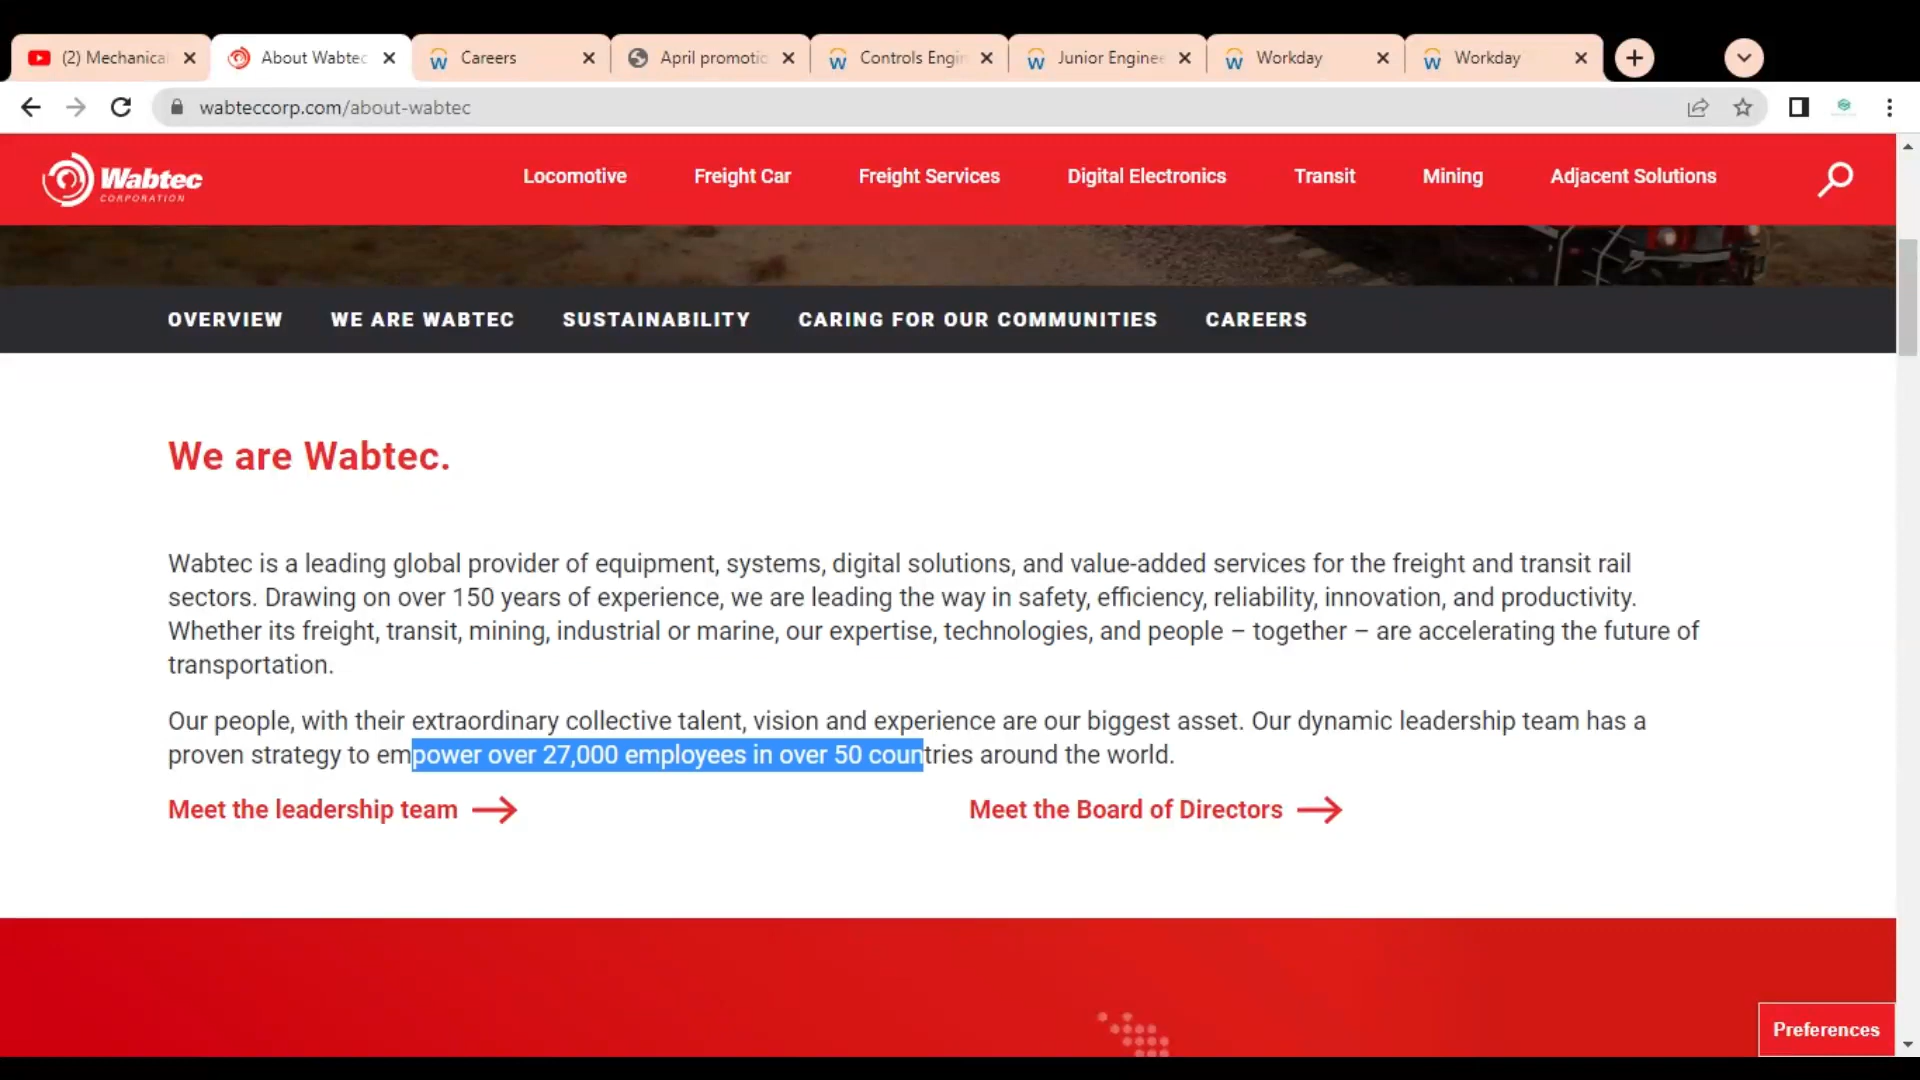 (2) Mechanica
About Wabtec
Careers
April promotio
Controls Engin
Junior Enginee
Workday
Workday
wabteccorp.com/about-wabtec
Wabtec
CORPORATION
Locomotive
Freight Car
Freight Services
Digital Electronics
Transit
Mining
Adjacent Solutions
OVERVIEW
WE ARE WABTEC
SUSTAINABILITY
CARING FOR OUR COMMUNITIES
CAREERS
We are Wabtec.
Wabtec is a leading global provider of equipment, systems, digital solutions, and value-added services for the freight and transit rail
sectors. Drawing on over 150 years of experience, we are leading the way in safety, efficiency, reliability, innovation, and productivity.
Whether its freight, transit, mining, industrial or marine, our expertise, technologies, and people – together – are accelerating the future of
transportation.
Our people, with their extraordinary collective talent, vision and experience are our biggest asset. Our dynamic leadership team has a
proven strategy to empower over 27,000 employees in over 50 countries around the world.
Meet the leadership team
Meet the Board of Directors
Preferences